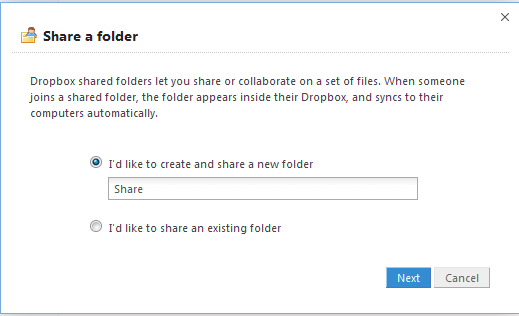 Share a folder
Dropbox shared folders let you share or collaborate on a set of files. When someone
joins a shared folder, the folder appears inside their Dropbox, and syncs to their
computers automatically.
I'd like to create and share a new folder
Share
I'd like to share an existing folder
Next Cancel